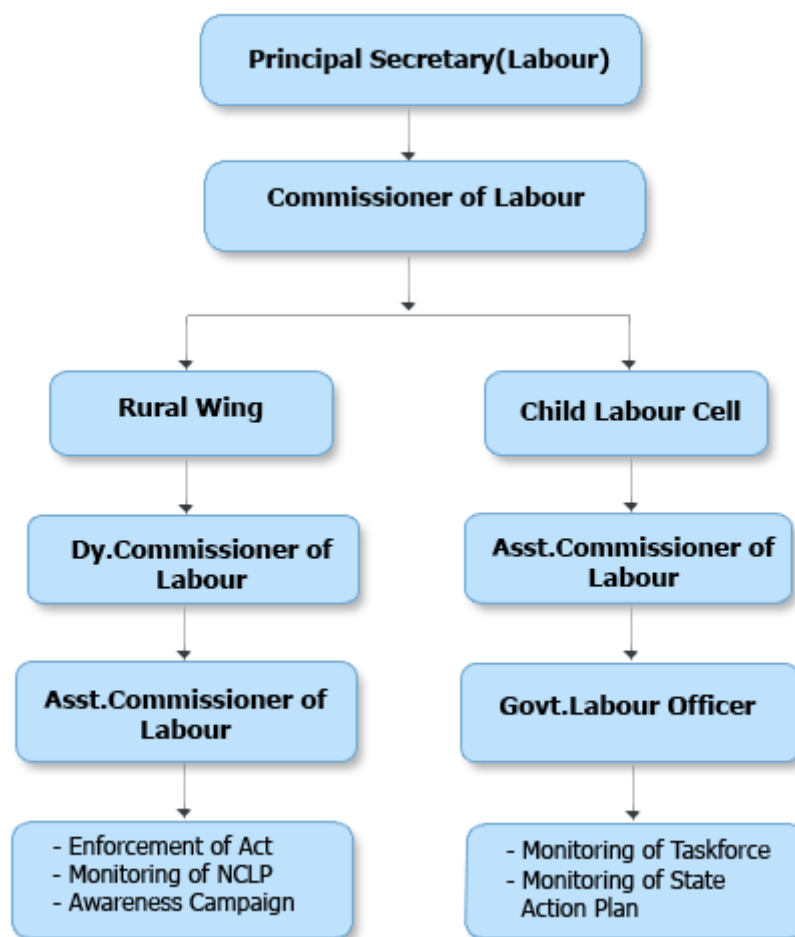 Principal Secretary(Labour)
Commissioner of Labour
Rural Wing
Child Labour Cell
Dy.Commissioner of
Labour
Asst.Commissioner of
Labour
Asst.Commissioner of
Labour
Govt.Labour Officer
- Enforcement of Act
- Monitoring of NCLP
- Awareness Campaign
- Monitoring of Taskforce
- Monitoring of State
Action Plan